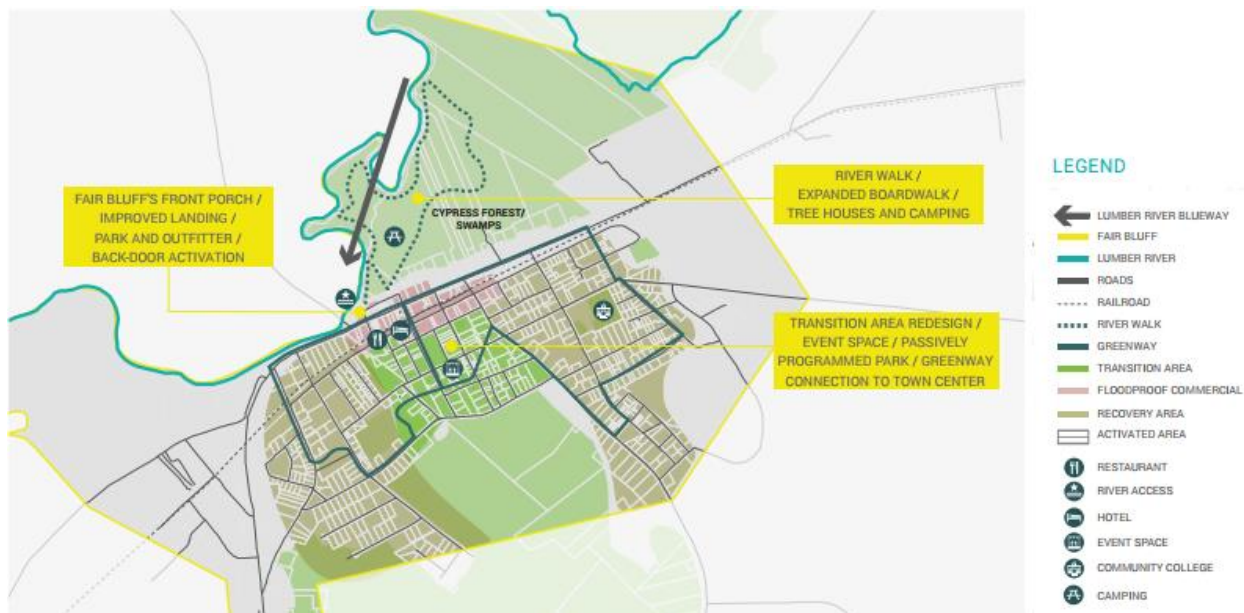 FAIR BLUFF'S FRONT PORCH /
IMPROVED LANDING /
PARK AND OUTFITTER /
BACK-DOOR ACTIVATION
CYPRESS FOREST/
SWAMPS
RIVER WALK /
EXPANDED BOARDWALK /
TREE HOUSES AND CAMPING
TRANSITION AREA REDESIGN /
EVENT SPACE / PASSIVELY
PROGRAMMED PARK / GREENWAY
CONNECTION TO TOWN CENTER
LEGEND
LUMBER RIVER BLUEWAY
FAIR BLUFF
LUMBER RIVER
ROADS
RAILROAD
RIVER WALK
GREENWAY
TRANSITION AREA
FLOODPROOF COMMERCIAL
RECOVERY AREA
ACTIVATED AREA
RESTAURANT
RIVER ACCESS
HOTEL
EVENT SPACE
COMMUNITY COLLEGE
CAMPING